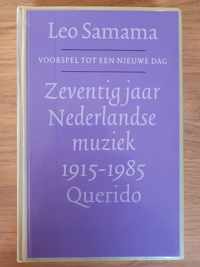 Leo Samama
VOORSPEL TOT EEN NIEUWE DAG
Zeventig jaar
Nederlandse
muziek
1915-1985
Querido